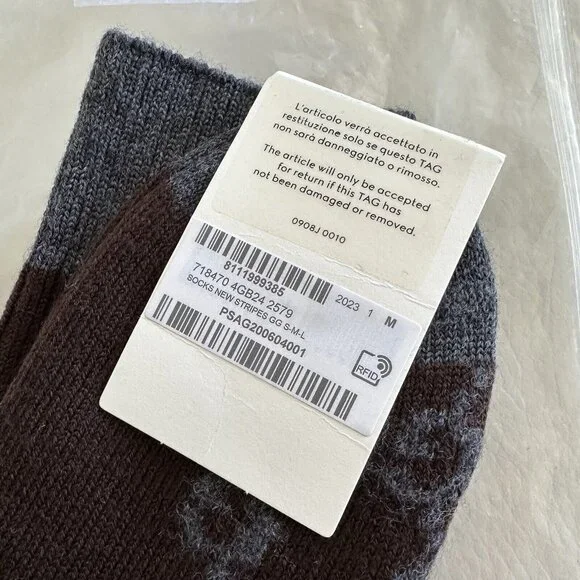 L'articolo verrá accettato in
restituzione solo se questo TAG
non sará danneggiato o rimosso.
The article will only be accepted
for return if this TAG has
not been damaged or removed.
0908J 0010
8111999385
2023 1 M
718470 4GB24 2579
SOCKS NEW STRIPES GG S-M-L
PSAG200604001
RFID